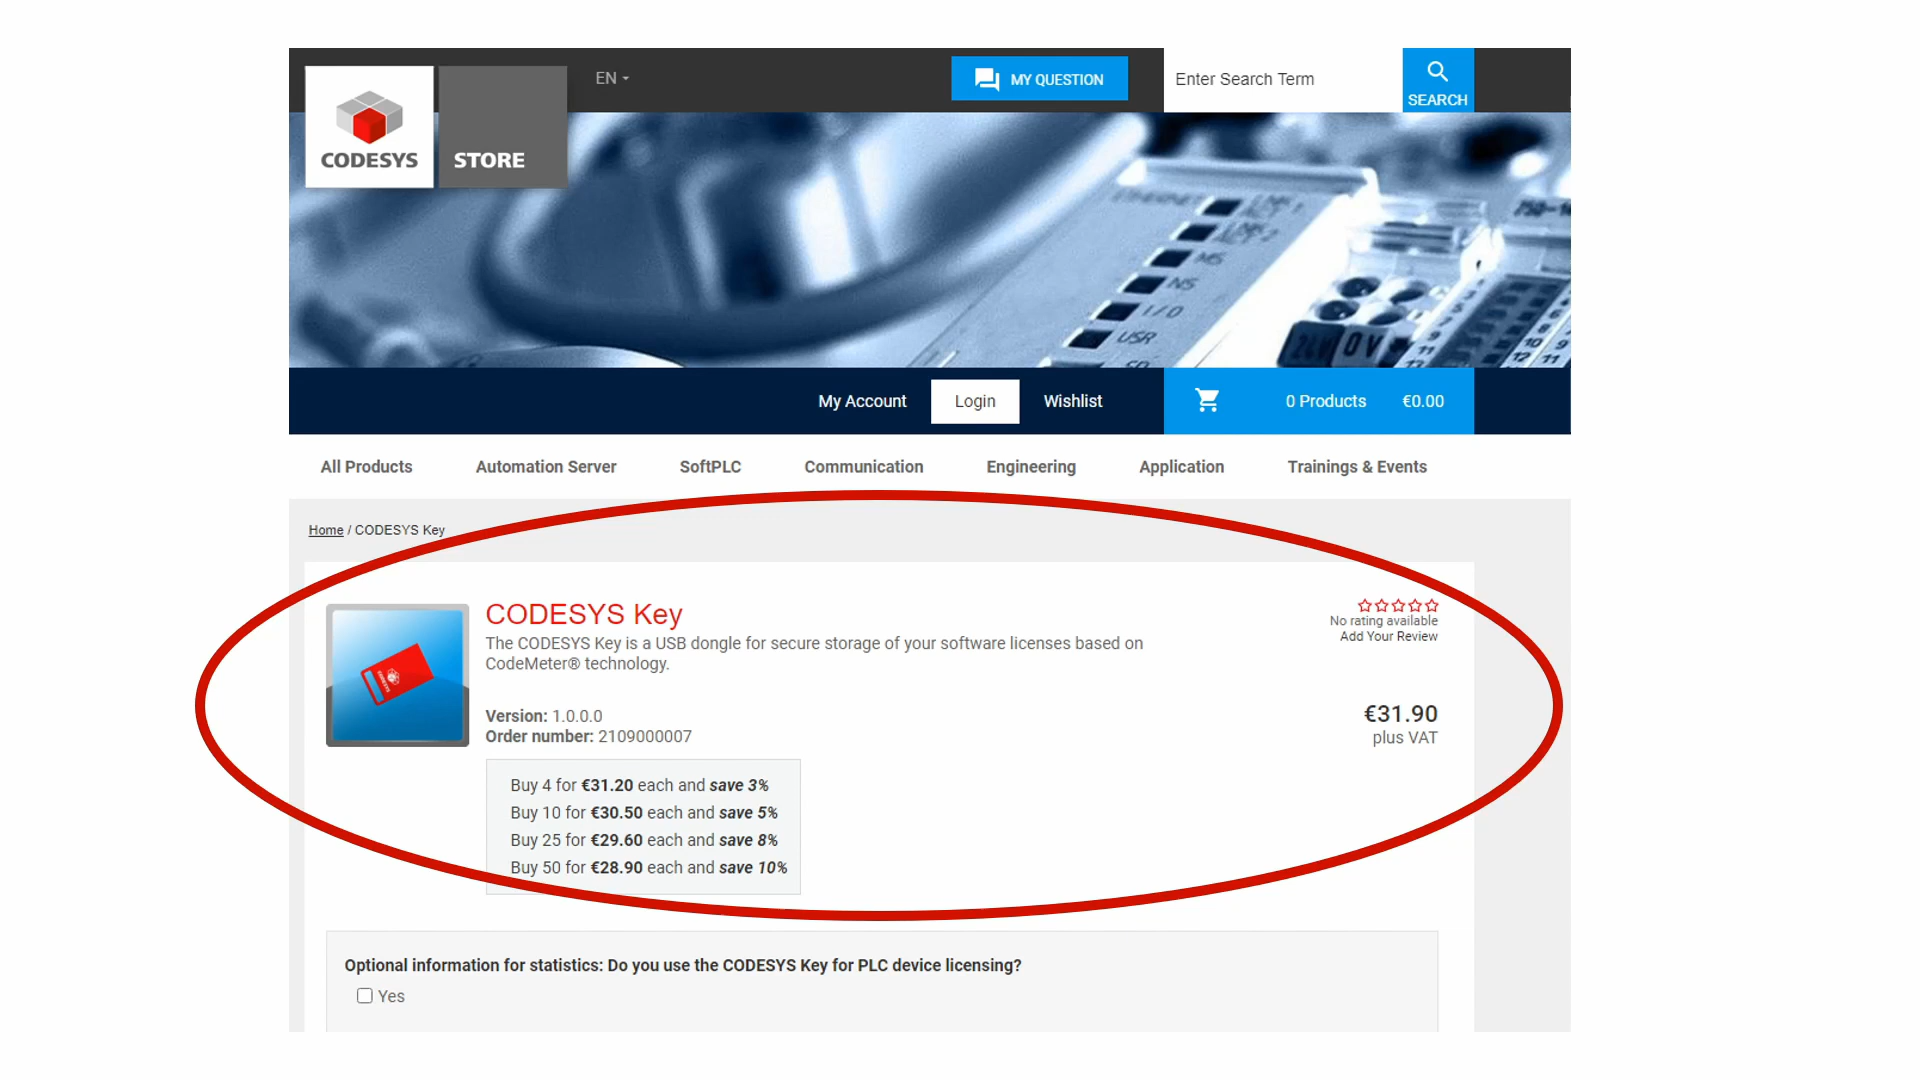 EN
MY QUESTION
Enter Search Term
SEARCH
CODESYS
STORE
MS
NS
I/O
USR
My Account
Login
Wishlist
0 Products
€0.00
All Products
Automation Server
SoftPLC
Communication
Engineering
Application
Trainings & Events
Home / CODESYS Key
CODESYS Key
The CODESYS Key is a USB dongle for secure storage of your software licenses based on
CodeMeter® technology.
No rating available
Add Your Review
Version: 1.0.0.0
Order number: 2109000007
€31.90
plus VAT
Buy 4 for €31.20 each and save 3%
Buy 10 for €30.50 each and save 5%
Buy 25 for €29.60 each and save 8%
Buy 50 for €28.90 each and save 10%
Optional information for statistics: Do you use the CODESYS Key for PLC device licensing?
Yes